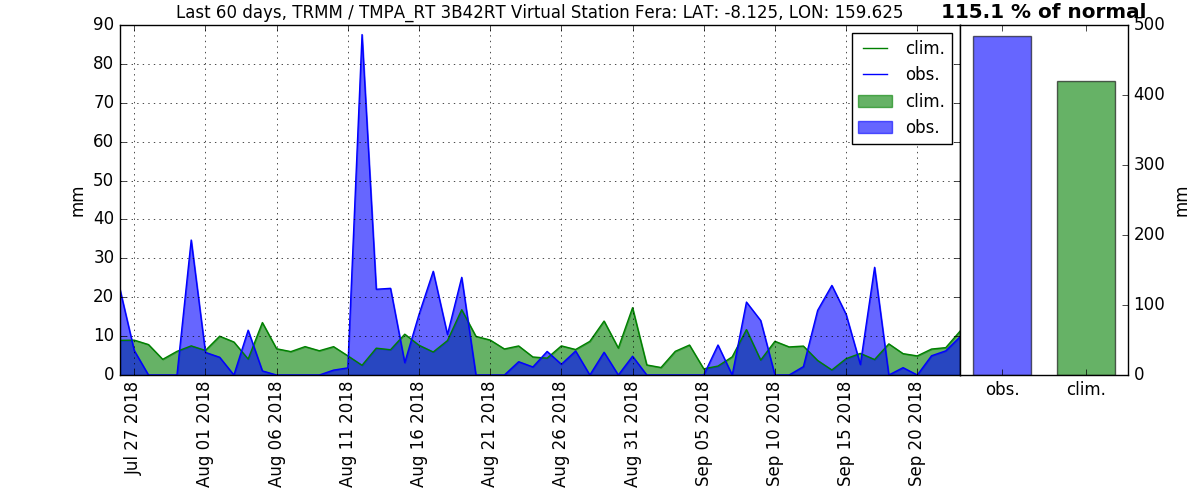 Last 60 days, TRMM / TMPA_RT 3B42RT Virtual Station Fera: LAT: -8.125, LON: 159.625
115.1 % of normal
90
80
70
60
50
40
30
20
10
0
mm
clim.
obs.
clim.
obs.
Jul 27 2018
Aug 01 2018
Aug 06 2018
Aug 11 2018
Aug 16 2018
Aug 21 2018
Aug 26 2018
Aug 31 2018
Sep 05 2018
Sep 10 2018
Sep 15 2018
Sep 20 2018
500
400
300
200
100
0
mm
obs.
clim.